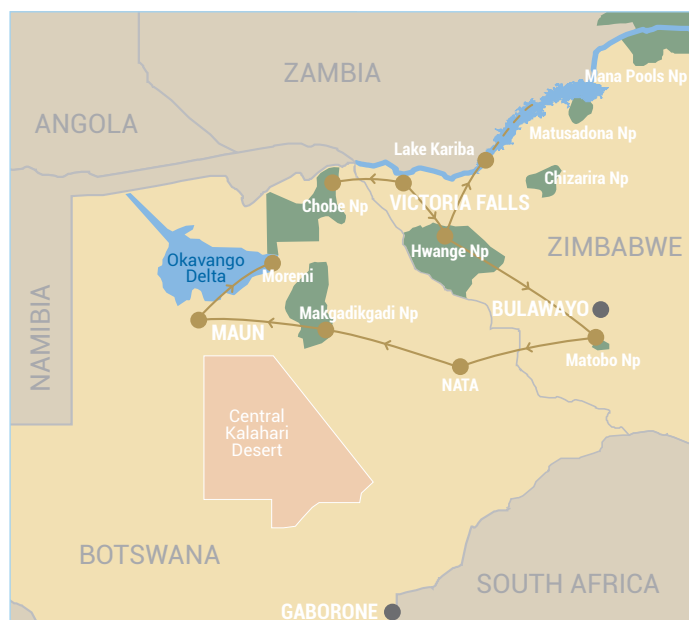 ZAMBIA
Mana Pools Np
ANGOLA
Matusadona Np
Lake Kariba
Chizarira Np
Chobe Np
VICTORIA FALLS
ZIMBABWE
Hwange Np
Okavango
Delta
Moremi
NAMIBIA
Makgadikgadi Np
BULAWAYO
MAUN
Matobo Np
NATA
Central
Kalahari
Desert
BOTSWANA
SOUTH AFRICA
GABORONE